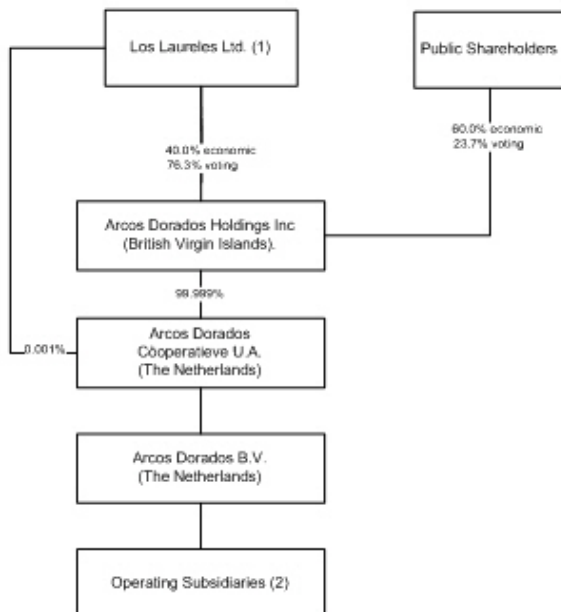 Los Laureles Ltd. (1)
Public Shareholders
40.0% economic
76.3% voting
60.0% economic
23.7% voting
Arcos Dorados Holdings Inc
(British Virgin Islands).
99.999%
0.001%
Arcos Dorados
Cöoperatieve U.A.
(The Netherlands)
Arcos Dorados B.V.
(The Netherlands)
Operating Subsidiaries (2)